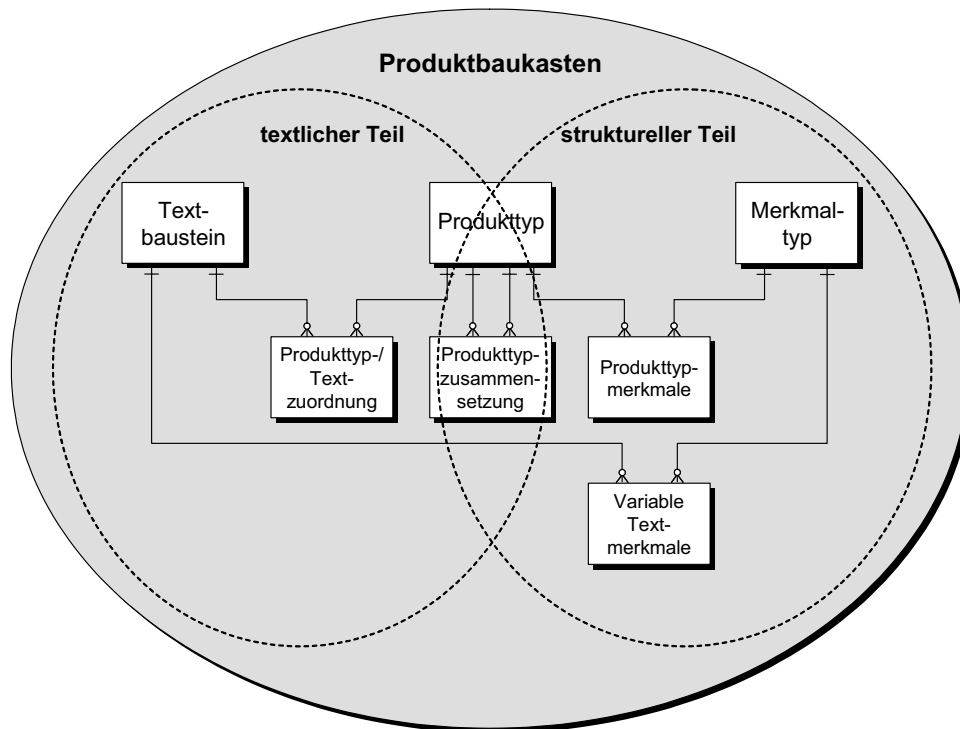 Produktbaukasten
textlicher Teil
struktureller Teil
Text-
baustein
Produkttyp
Merkmal-
typ
Produkttyp-/
Text-
zuordnung
Produkttyp-
zusammen-
setzung
Produkttyp-
merkmale
Variable
Text-
merkmale